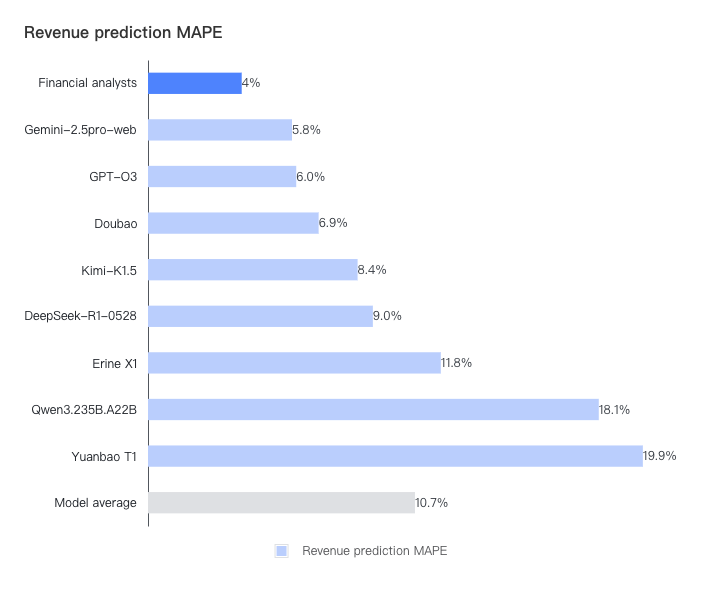 Revenue prediction MAPE
Financial analysts 4%
Gemini-2.5pro-web 5.8%
GPT-O3 6.0%
Doubao 6.9%
Kimi-K1.5 8.4%
DeepSeek-R1-0528 9.0%
Erine X1 11.8%
Qwen3.235B.A22B 18.1%
Yuanbao T1 19.9%
Model average 10.7%
Revenue prediction MAPE